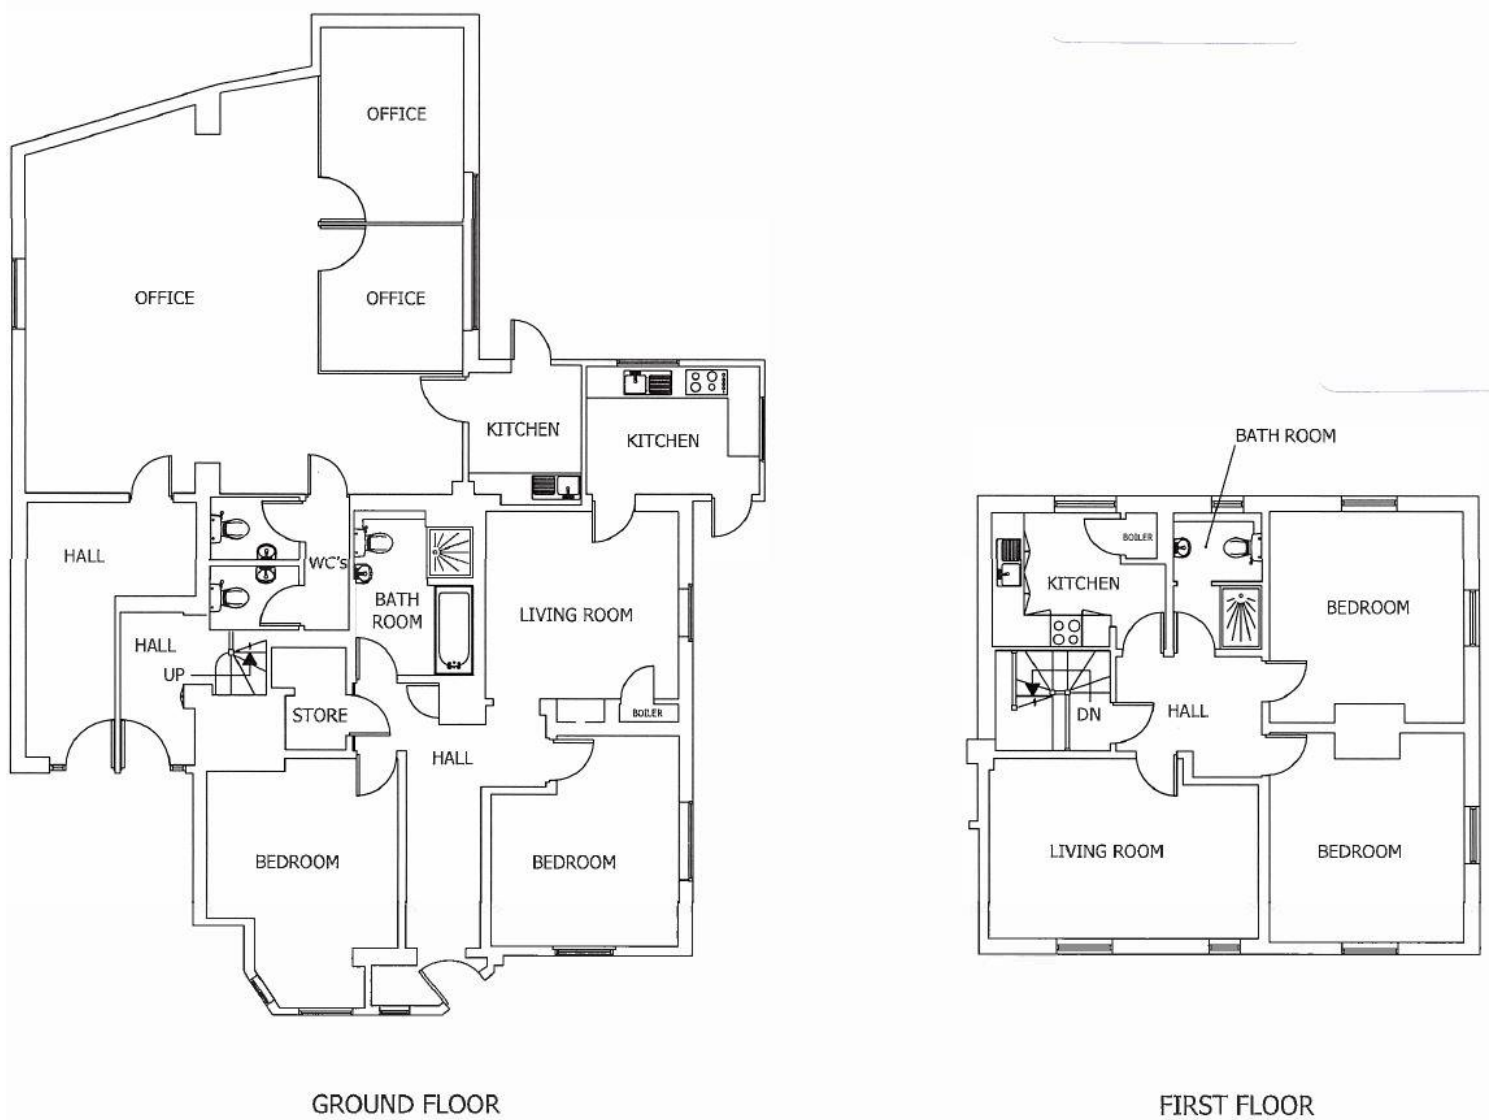 OFFICE
OFFICE
OFFICE
KITCHEN
KITCHEN
HALL
WC's
BATH
ROOM
LIVING ROOM
HALL
UP
STORE
BOILER
HALL
BEDROOM
BEDROOM
GROUND FLOOR
BATH ROOM
BOILER
KITCHEN
BEDROOM
DN
HALL
LIVING ROOM
BEDROOM
FIRST FLOOR